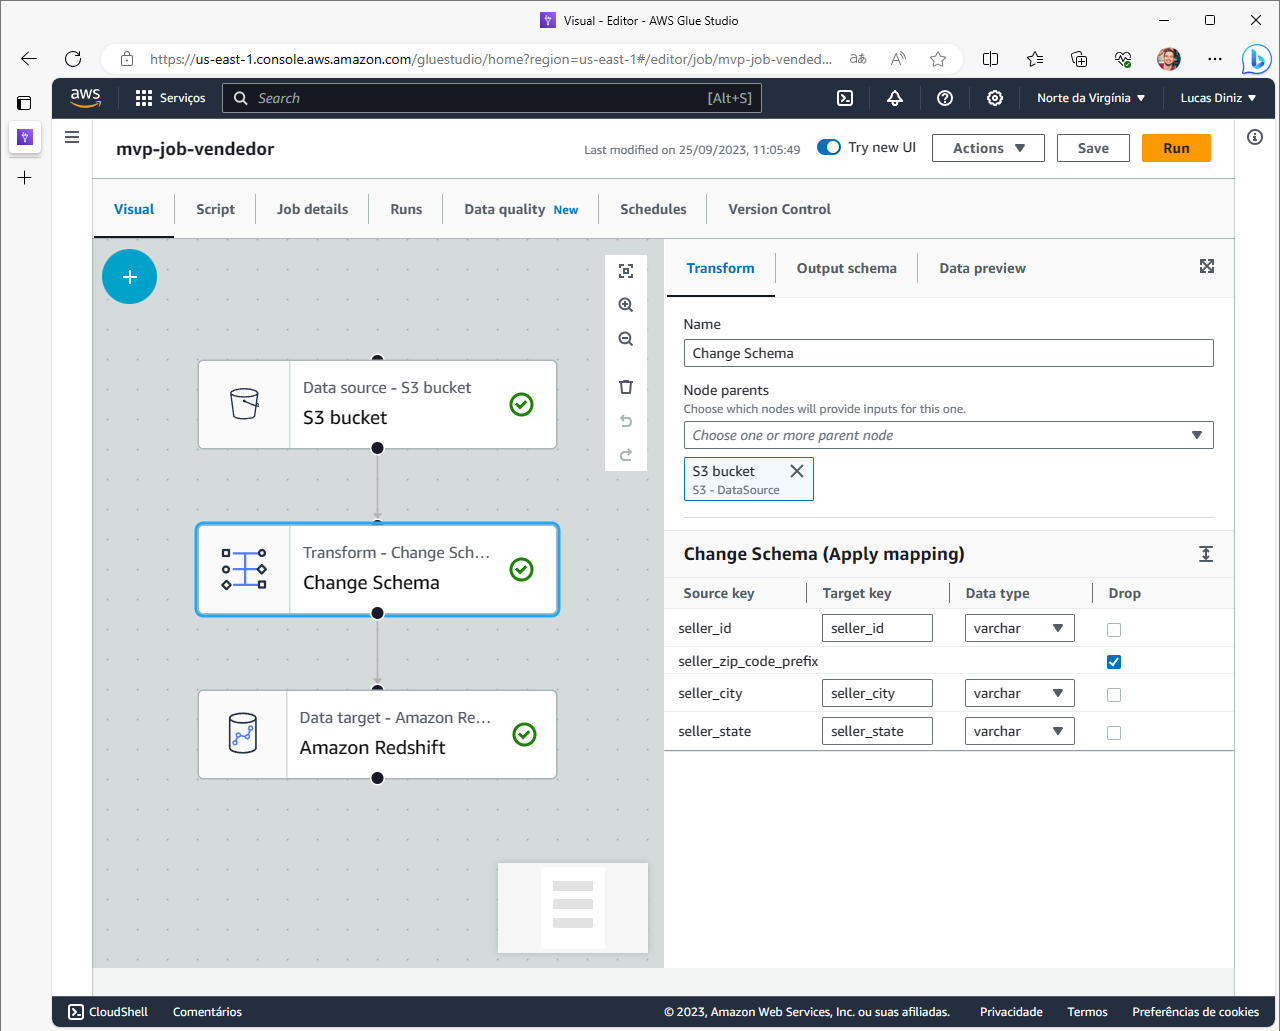 Visual - Editor - AWS Glue Studio
https://us-east-1.console.aws.amazon.com/gluestudio/home?region=us-east-1#/editor/job/mvp-job-vended...
aws
Serviços
Search
[Alt+S]
Norte da Virgínia
Lucas Diniz
mvp-job-vendedor
Last modified on 25/09/2023, 11:05:49
Try new UI
Actions
Save
Run
Visual
Script
Job details
Runs
Data quality New
Schedules
Version Control
Data source - S3 bucket
S3 bucket
Transform - Change Sch...
Change Schema
Data target - Amazon Re...
Amazon Redshift
Transform
Output schema
Data preview
Name
Change Schema
Node parents
Choose which nodes will provide inputs for this one.
Choose one or more parent node
S3 bucket
S3 - DataSource
Change Schema (Apply mapping)
Source key Target key Data type Drop
seller_id seller_id varchar
seller_zip_code_prefix
seller_city seller_city varchar
seller_state seller_state varchar
CloudShell
Comentários
© 2023, Amazon Web Services, Inc. ou suas afiliadas.
Privacidade
Termos
Preferências de cookies